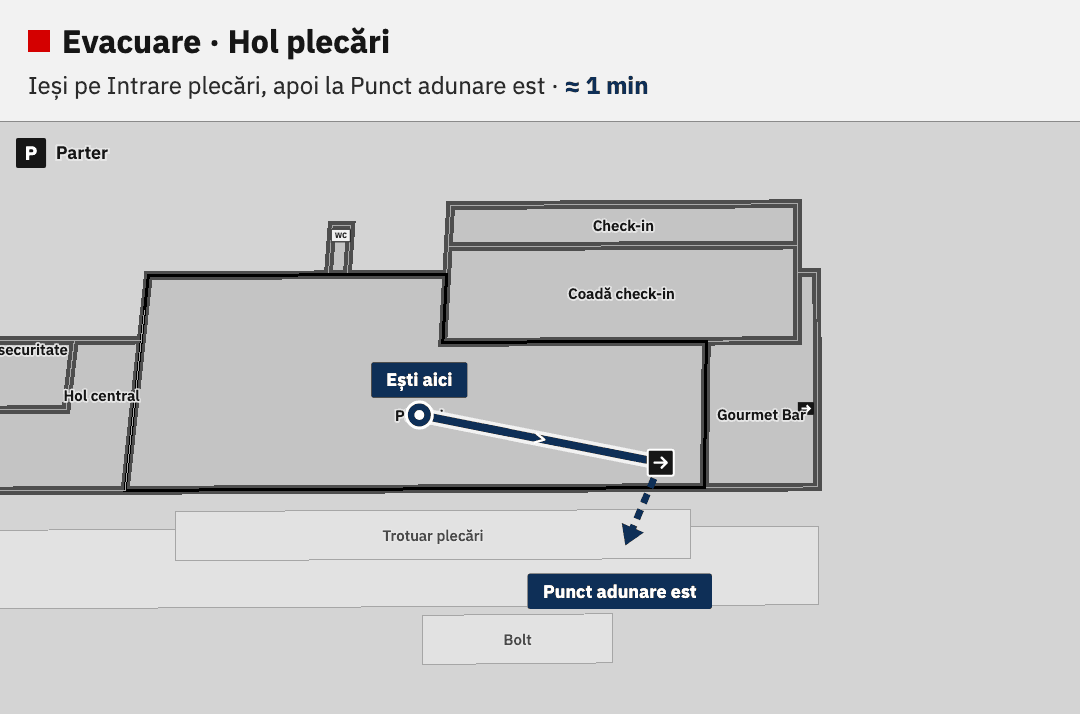 Evacuare · Hol plecări
Ieși pe Intrare plecări, apoi la Punct adunare est · ≈ 1 min
P Parter
WC
Check-in
Coadă check-in
securitate
Hol central
Ești aici
Gourmet Bar
Trotuar plecări
Punct adunare est
Bolt